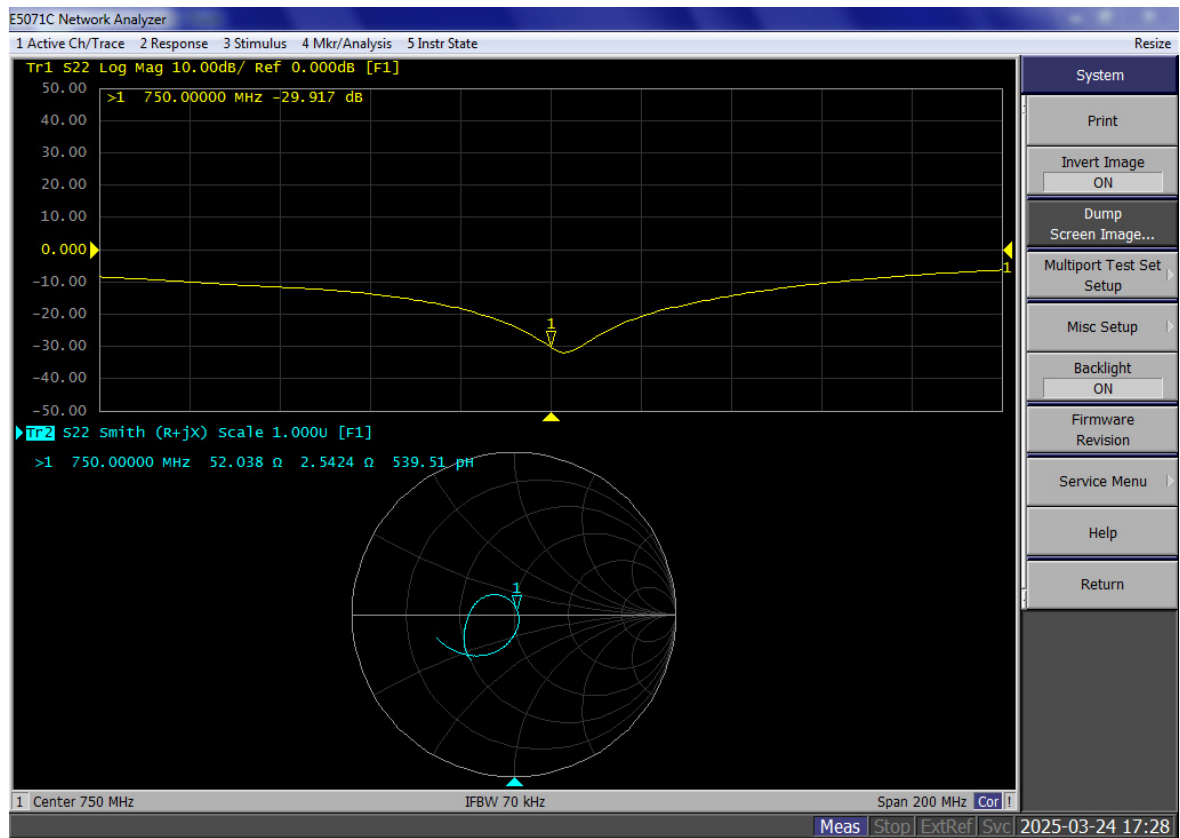 E5071C Network Analyzer
1 Active Ch/Trace 2 Response 3 Stimulus 4 Mkr/Analysis 5 Instr State Resize
Tr1 S22 Log Mag 10.00dB/ Ref 0.000dB [F1]
50.00
>1 750.00000 MHz -29.917 dB
40.00
30.00
20.00
10.00
0.000
-10.00
-20.00
-30.00
-40.00
-50.00
1
1
Tr2 S22 Smith (R+jX) Scale 1.000U [F1]
>1 750.00000 MHz 52.038 Ω 2.5424 Ω 539.51 pH
1
System
Print
Invert Image
ON
Dump
Screen Image...
Multiport Test Set
Setup
Misc Setup
Backlight
ON
Firmware
Revision
Service Menu
Help
Return
1 Center 750 MHz IFBW 70 kHz Span 200 MHz Cor !
Meas Stop ExtRef Svc 2025-03-24 17:28